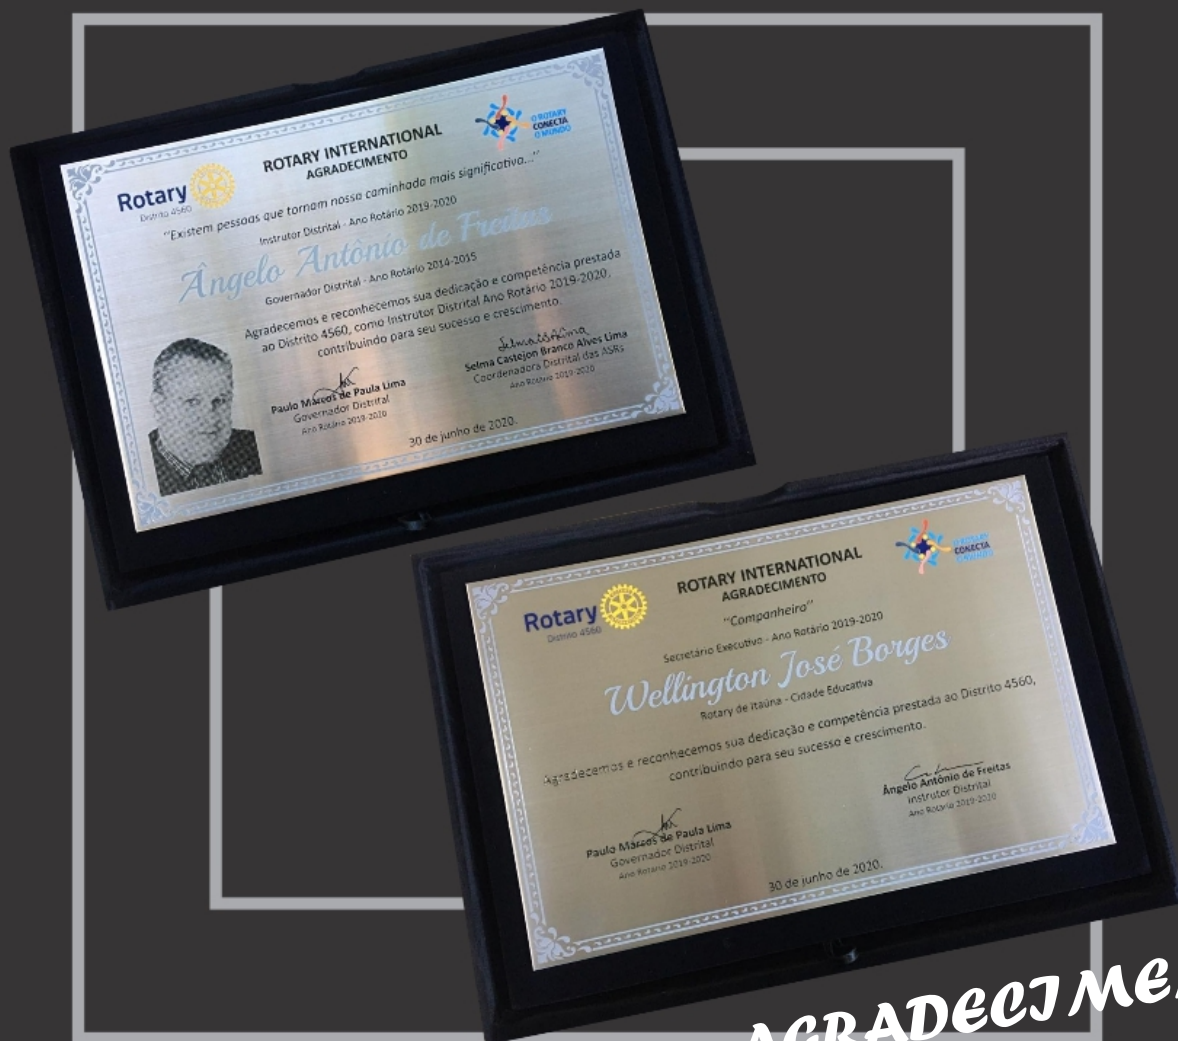 Rotary
Distrito 4560
ROTARY INTERNATIONAL
AGRADECIMENTO
O ROTARY
CONECTA
O MUNDO
"Existem pessoas que tornam nossa caminhada mais significativa..."
Instrutor Distrital - Ano Rotário 2019-2020
Ângelo Antônio de Freitas
Governador Distrital - Ano Rotário 2014-2015
Agradecemos e reconhecemos sua dedicação e competência prestada
ao Distrito 4560, como Instrutor Distrital Ano Rotário 2019-2020,
contribuindo para seu sucesso e crescimento.
Paulo Marcos de Paula Lima
Governador Distrital
Ano Rotário 2019-2020
Selma Castejon Branco Alves Lima
Coordenadora Distrital das ASRs
Ano Rotário 2019-2020
30 de junho de 2020.
Rotary
Distrito 4560
ROTARY INTERNATIONAL
AGRADECIMENTO
O ROTARY
CONECTA
O MUNDO
"Companheiro"
Secretário Executivo - Ano Rotário 2019-2020
Wellington José Borges
Rotary de Itaúna - Cidade Educativa
Agradecemos e reconhecemos sua dedicação e competência prestada ao Distrito 4560,
contribuindo para seu sucesso e crescimento.
Paulo Marcos de Paula Lima
Governador Distrital
Ano Rotário 2019-2020
Ângelo Antônio de Freitas
Instrutor Distrital
Ano Rotário 2019-2020
30 de junho de 2020.
AGRADECIME